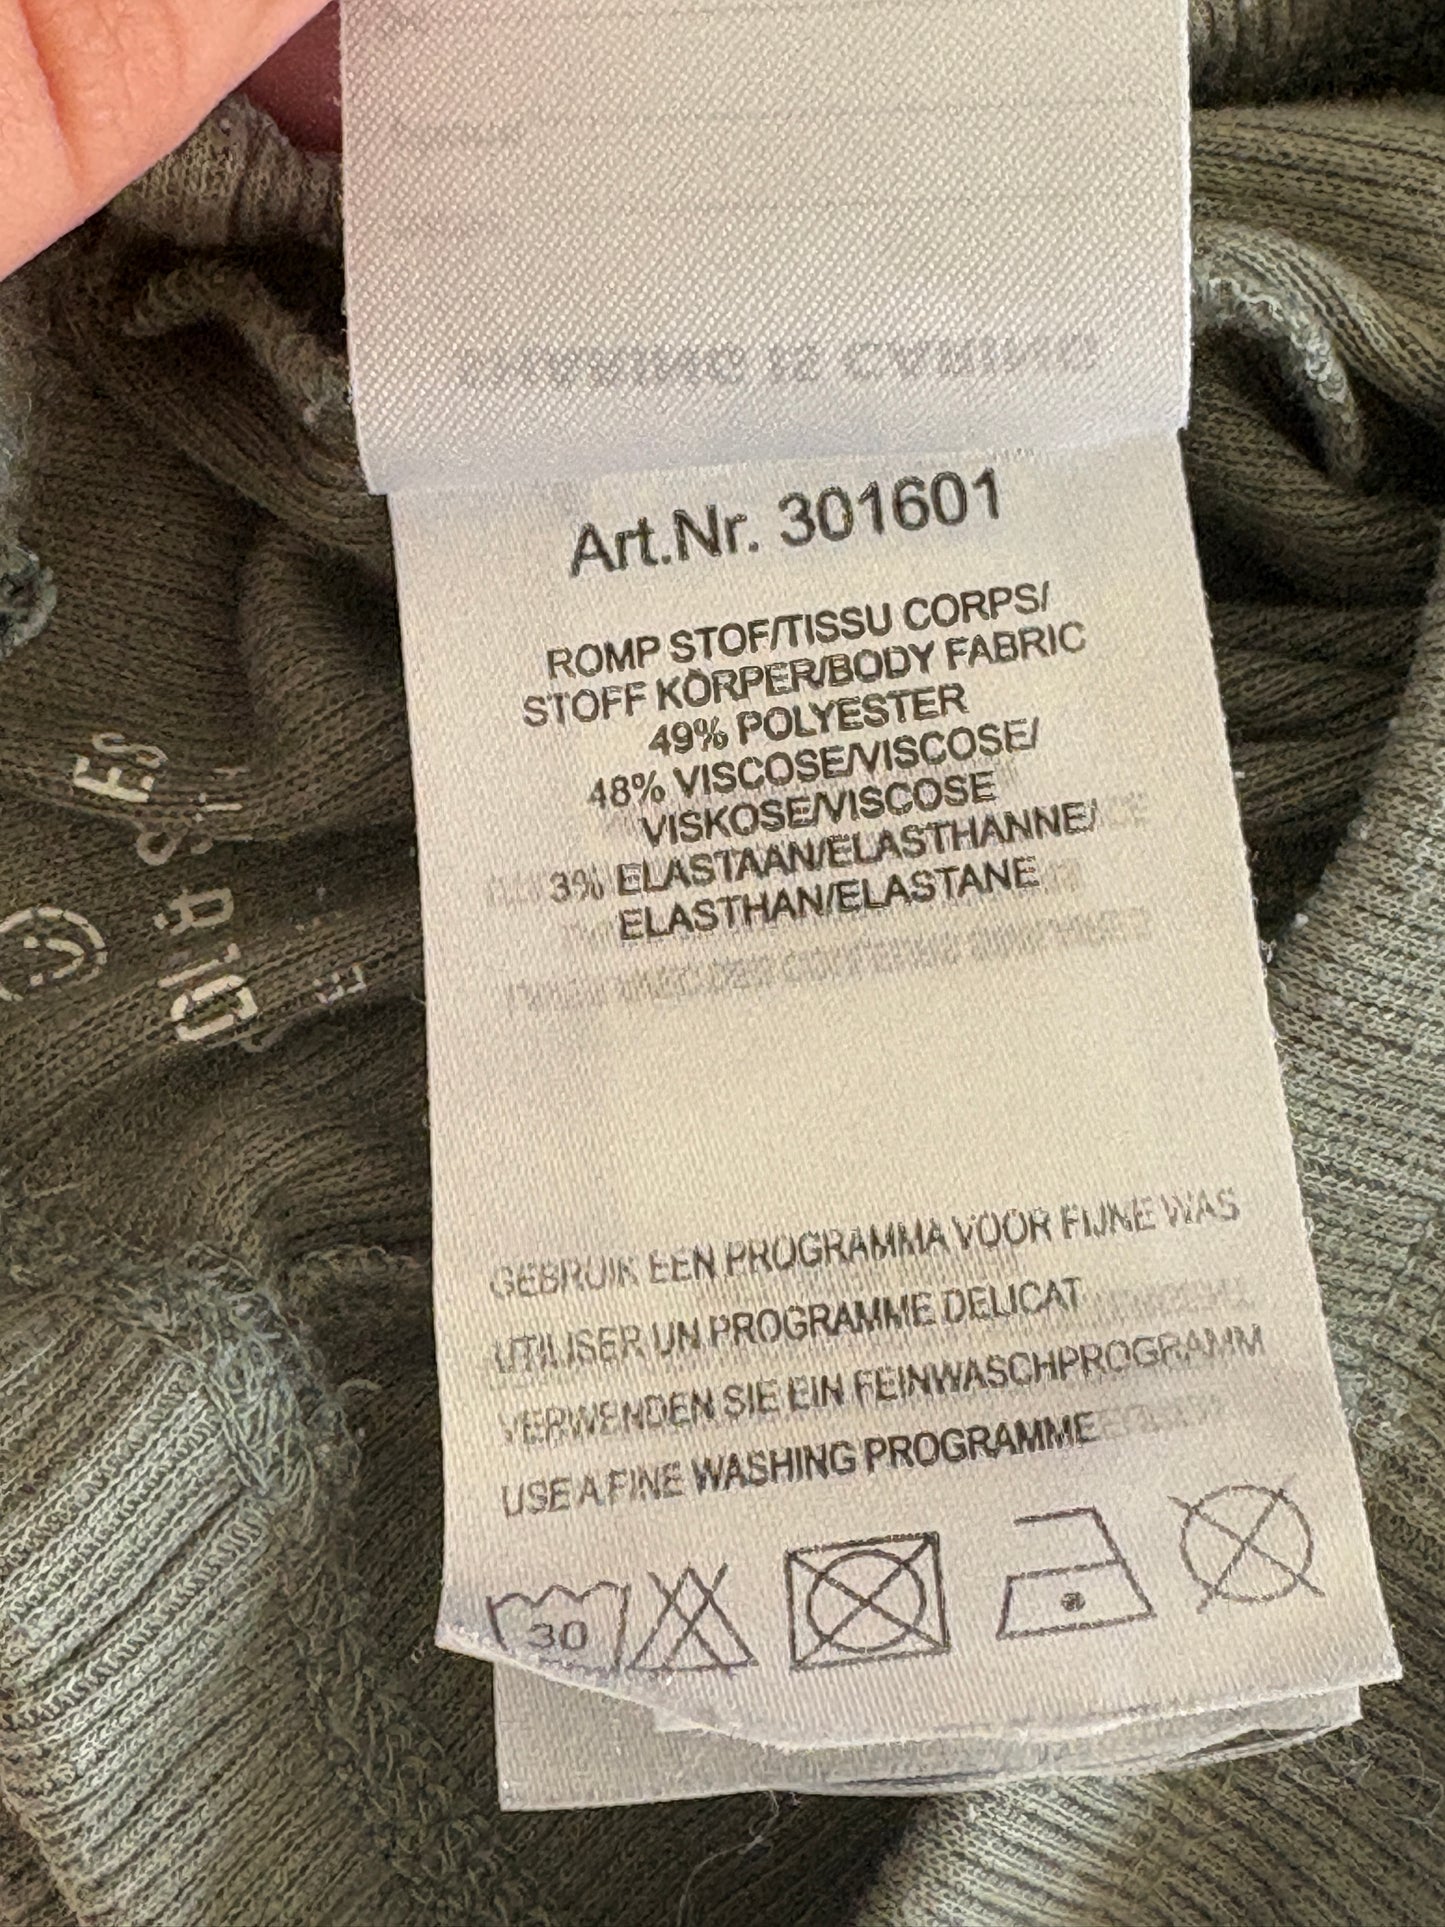 Art.Nr. 301601
ROMP STOF/TISSU CORPS/
STOFF KÖRPER/BODY FABRIC
49% POLYESTER
48% VISCOSE/VISCOSE/
VISKOSE/VISCOSE
3% ELASTAAN/ELASTHANNE/
ELASTHAN/ELASTANE
GEBRUIK EEN PROGRAMMA VOOR FIJNE WAS
UTILISER UN PROGRAMME DELICAT
VERWENDEN SIE EIN FEINWASCHPROGRAMM
USE A FINE WASHING PROGRAMME
30